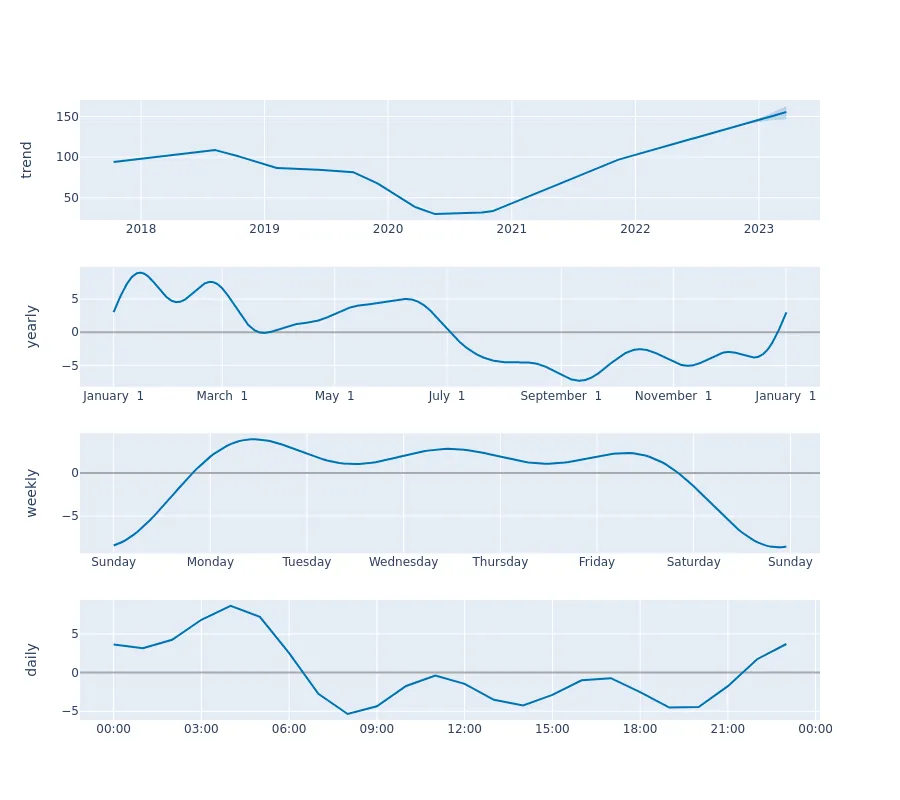 trend
150
100
50
2018 2019 2020 2021 2022 2023
yearly
5
0
−5
January 1 March 1 May 1 July 1 September 1 November 1 January 1
weekly
0
−5
Sunday Monday Tuesday Wednesday Thursday Friday Saturday Sunday
daily
5
0
−5
00:00 03:00 06:00 09:00 12:00 15:00 18:00 21:00 00:00